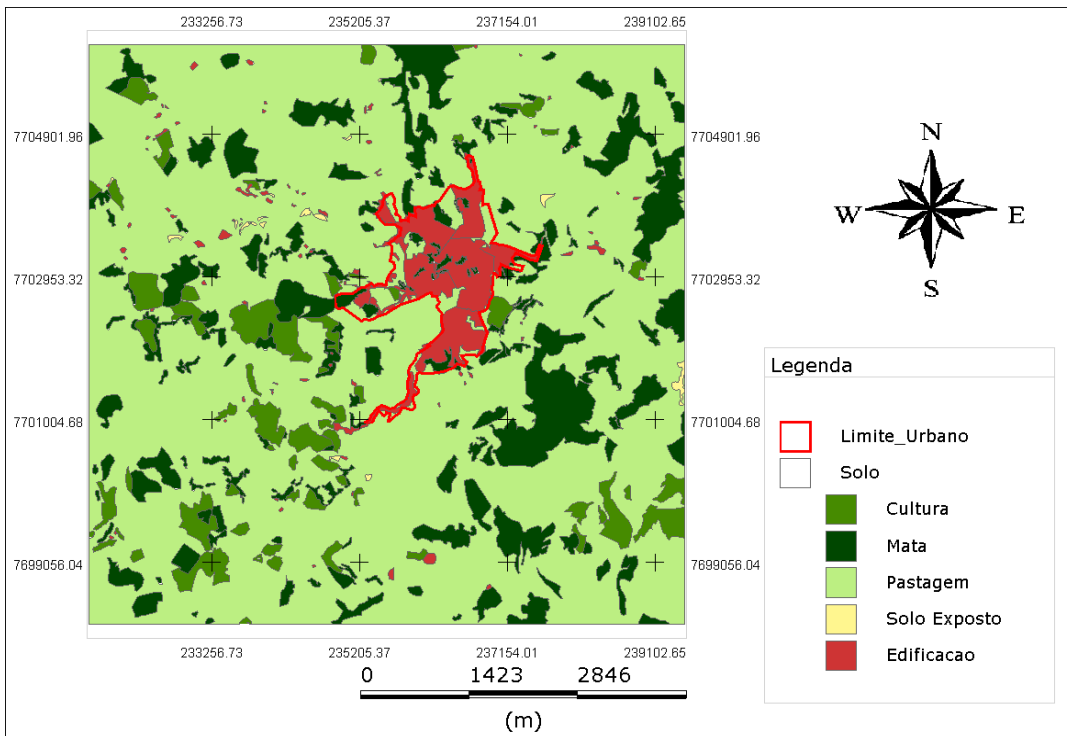 233256.73 235205.37 237154.01 239102.65
7704901.96 7704901.96
7702953.32 7702953.32
7701004.68 7701004.68
7699056.04 7699056.04
233256.73 235205.37 237154.01 239102.65
0 1423 2846
(m)
N
W E
S
Legenda
Limite_Urbano
Solo
Cultura
Mata
Pastagem
Solo Exposto
Edificacao